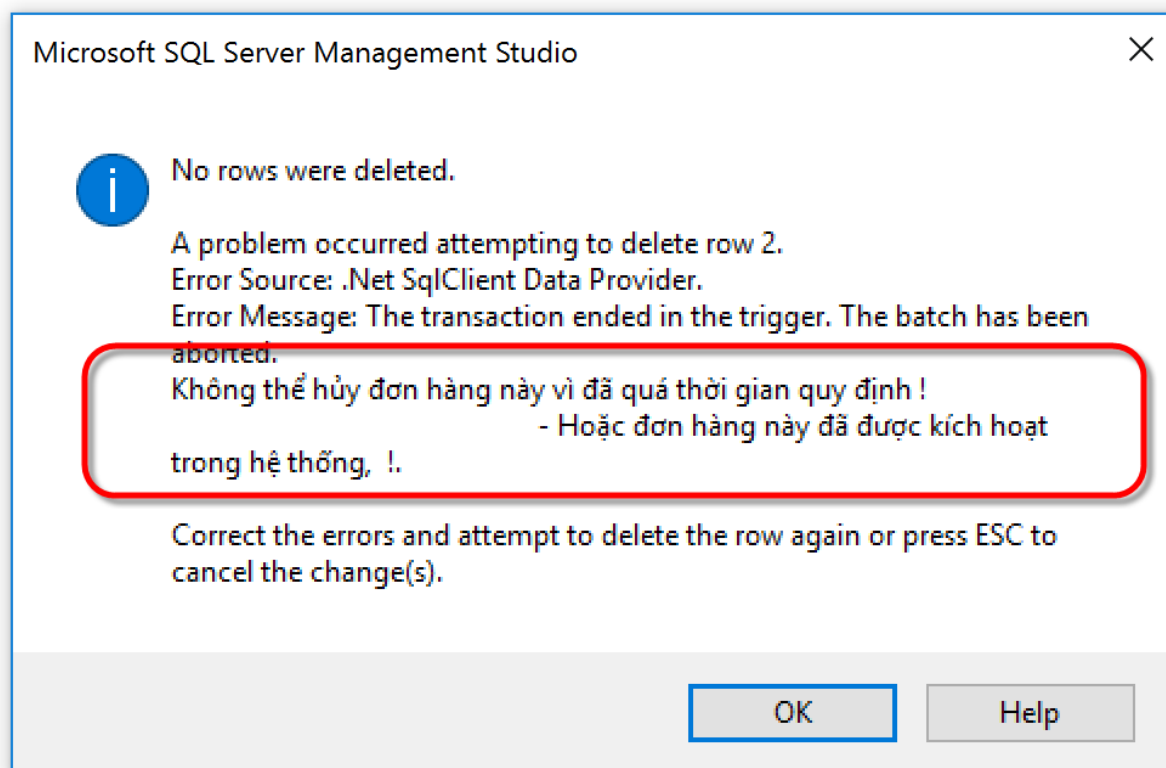 Microsoft SQL Server Management Studio
No rows were deleted.
A problem occurred attempting to delete row 2.
Error Source: .Net SqlClient Data Provider.
Error Message: The transaction ended in the trigger. The batch has been
aborted.
Không thể hủy đơn hàng này vì đã quá thời gian quy định !
- Hoặc đơn hàng này đã được kích hoạt
trong hệ thống,  !.
Correct the errors and attempt to delete the row again or press ESC to
cancel the change(s).
OK
Help